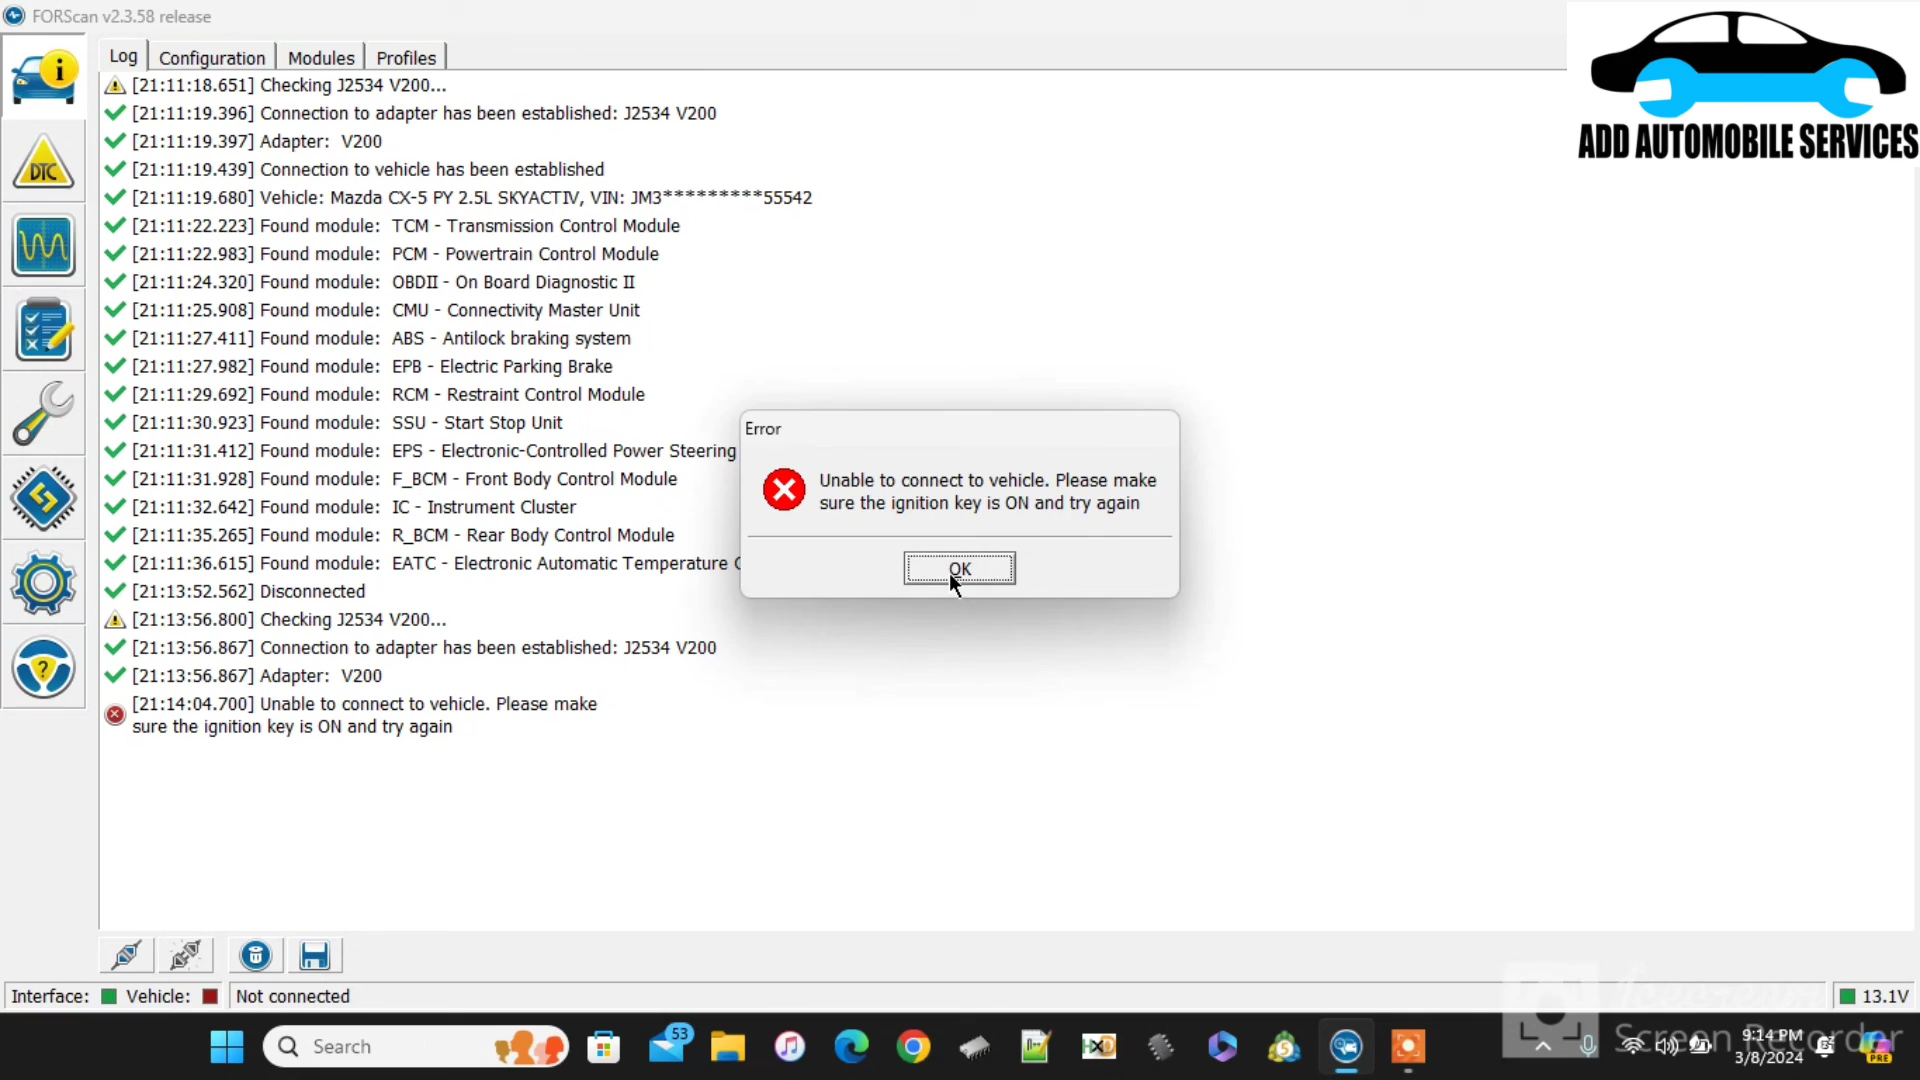 FORScan v2.3.58 release
Log
Configuration
Modules
Profiles
[21:11:18.651] Checking J2534 V200...
[21:11:19.396] Connection to adapter has been established: J2534 V200
[21:11:19.397] Adapter: V200
[21:11:19.439] Connection to vehicle has been established
[21:11:19.680] Vehicle: Mazda CX-5 PY 2.5L SKYACTIV, VIN: JM3*********55542
[21:11:22.223] Found module: TCM - Transmission Control Module
[21:11:22.983] Found module: PCM - Powertrain Control Module
[21:11:24.320] Found module: OBDII - On Board Diagnostic II
[21:11:25.908] Found module: CMU - Connectivity Master Unit
[21:11:27.411] Found module: ABS - Antilock braking system
[21:11:27.982] Found module: EPB - Electric Parking Brake
[21:11:29.692] Found module: RCM - Restraint Control Module
[21:11:30.923] Found module: SSU - Start Stop Unit
[21:11:31.412] Found module: EPS - Electronic-Controlled Power Steering
[21:11:31.928] Found module: F_BCM - Front Body Control Module
[21:11:32.642] Found module: IC - Instrument Cluster
[21:11:35.265] Found module: R_BCM - Rear Body Control Module
[21:11:36.615] Found module: EATC - Electronic Automatic Temperature
[21:13:52.562] Disconnected
[21:13:56.800] Checking J2534 V200...
[21:13:56.867] Connection to adapter has been established: J2534 V200
[21:13:56.867] Adapter: V200
[21:14:04.700] Unable to connect to vehicle. Please make
sure the ignition key is ON and try again
Error
Unable to connect to vehicle. Please make
sure the ignition key is ON and try again
OK
ADD AUTOMOBILE SERVICES
DTC
Interface:
Vehicle:
Not connected
13.1V
Search
53
9:14 PM
3/8/2024
PRE
Screen Recorder